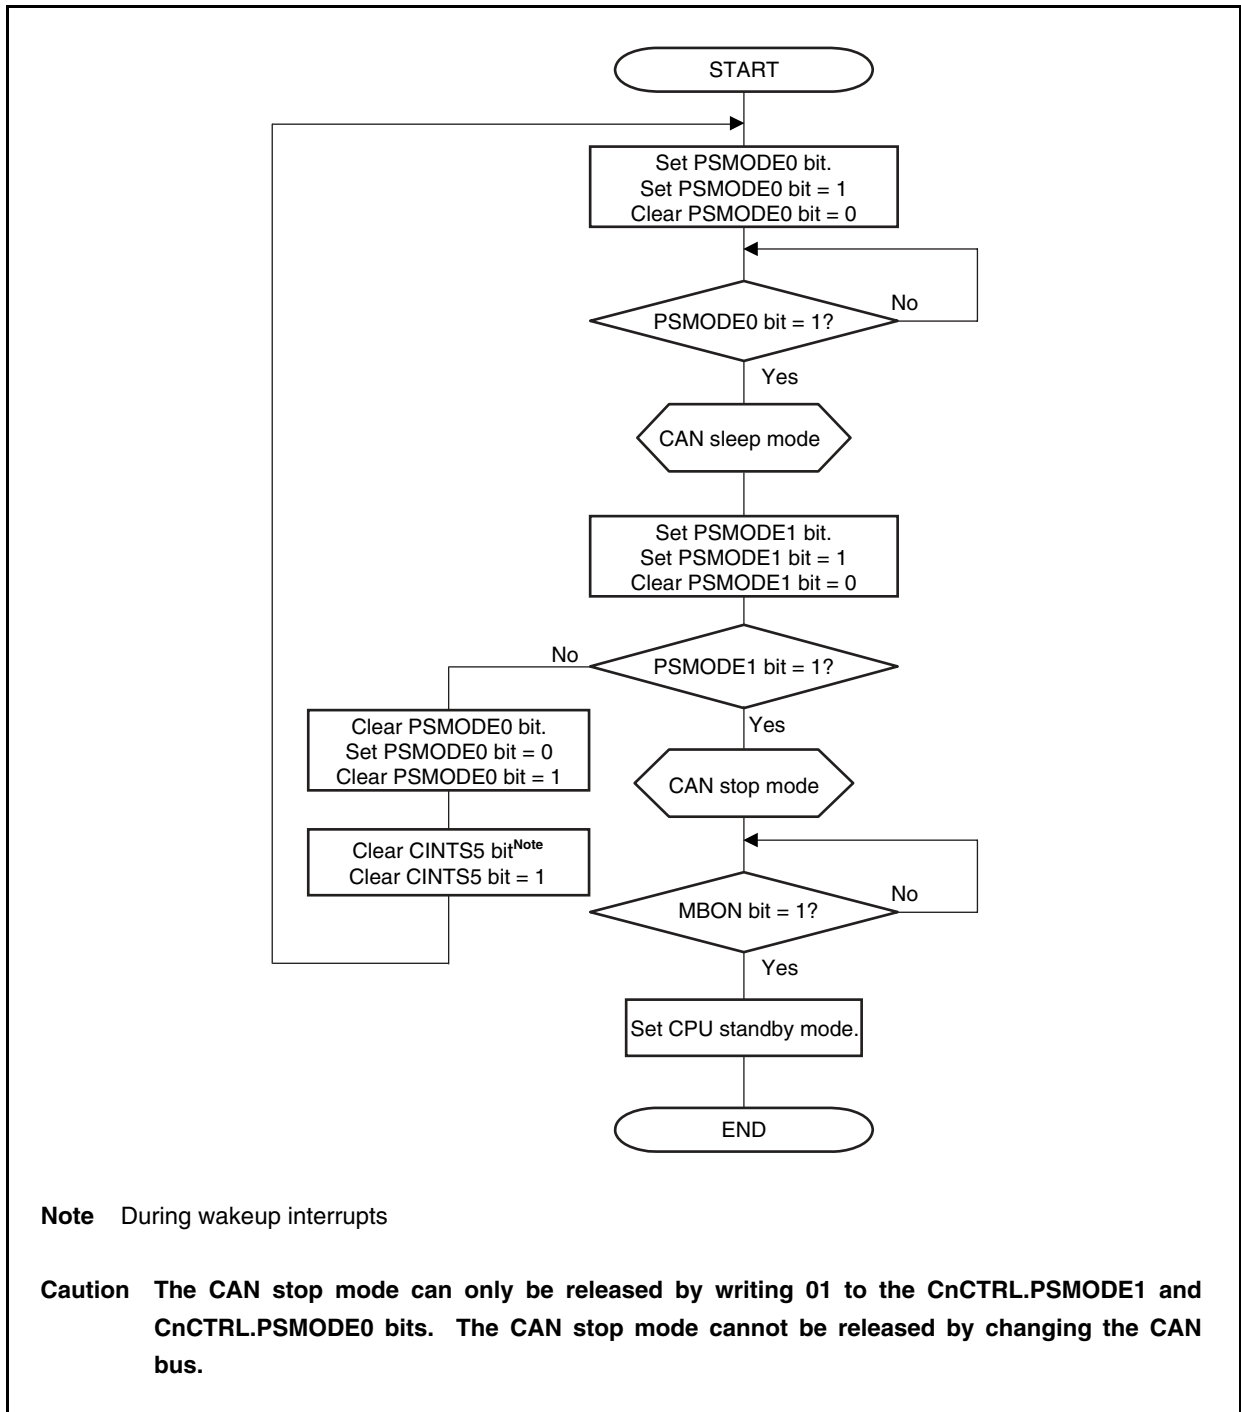 START
Set PSMODE0 bit.
Set PSMODE0 bit = 1
Clear PSMODE0 bit = 0
No
PSMODE0 bit = 1?
Yes
CAN sleep mode
Set PSMODE1 bit.
Set PSMODE1 bit = 1
Clear PSMODE1 bit = 0
No
PSMODE1 bit = 1?
Yes
Clear PSMODE0 bit.
Set PSMODE0 bit = 0
Clear PSMODE0 bit = 1
CAN stop mode
Clear CINTS5 bitNote
Clear CINTS5 bit = 1
No
MBON bit = 1?
Yes
Set CPU standby mode.
END
Note During wakeup interrupts
Caution The CAN stop mode can only be released by writing 01 to the CnCTRL.PSMODE1 and
CnCTRL.PSMODE0 bits. The CAN stop mode cannot be released by changing the CAN
bus.